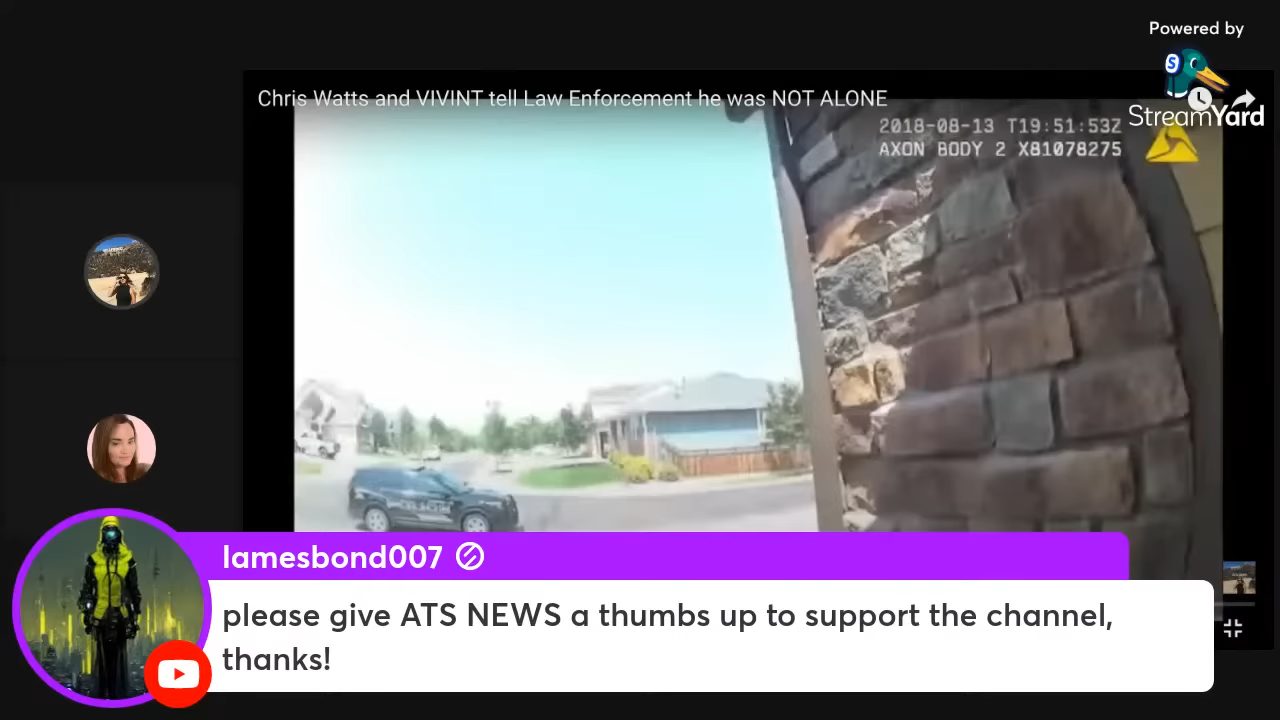 Powered by
StreamYard
Chris Watts and VIVINT tell Law Enforcement he was NOT ALONE
2018-08-13 T19:51:53Z
AXON BODY 2 X81078275
lamesbond007
please give ATS NEWS a thumbs up to support the channel,
thanks!